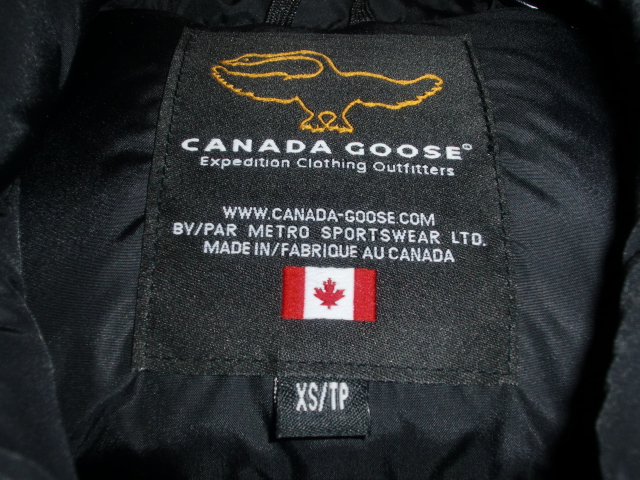 CANADA GOOSE®
Expedition Clothing Outfitters
WWW.CANADA-GOOSE.COM
BY/PAR METRO SPORTSWEAR LTD.
MADE IN/FABRIQUE AU CANADA
XS/TP